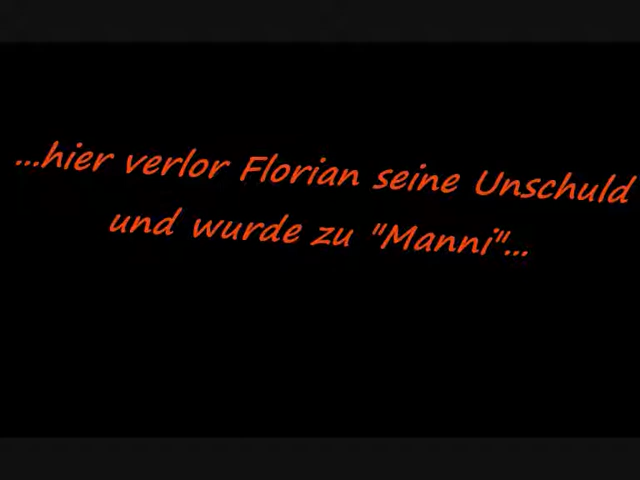 ...hier verlor Florian seine Unschuld
und wurde zu "Manni"...